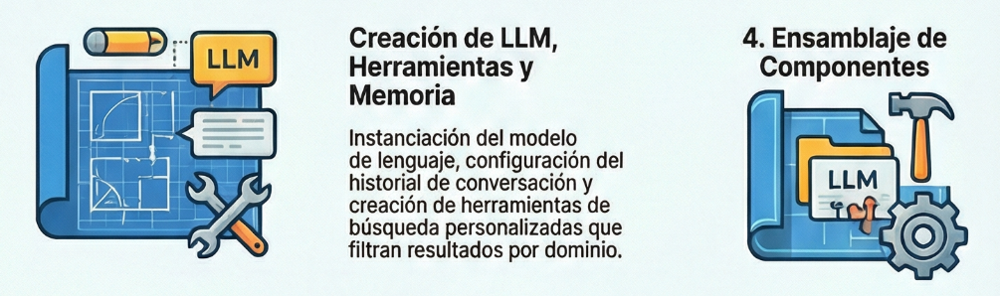 LLM
Creación de LLM,
Herramientas y
Memoria
Instanciación del modelo
de lenguaje, configuración del
historial de conversación y
creación de herramientas de
búsqueda personalizadas que
filtran resultados por dominio.
4. Ensamblaje de
Componentes
LLM